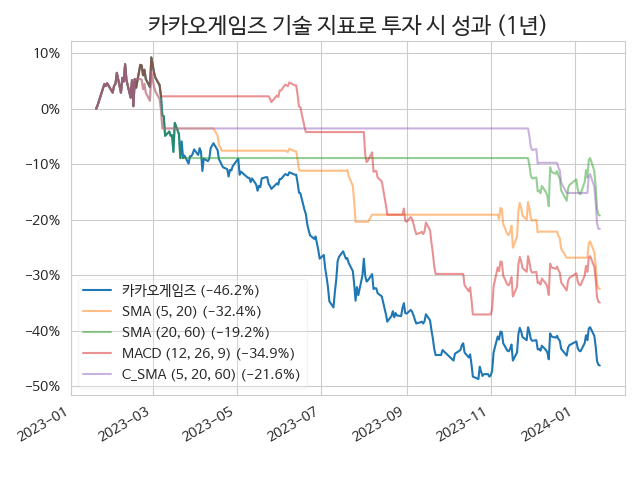 카카오게임즈 기술 지표로 투자 시 성과 (1년)
10%
0%
−10%
−20%
−30%
−40%
−50%
카카오게임즈 (−46.2%)
SMA (5, 20) (−32.4%)
SMA (20, 60) (−19.2%)
MACD (12, 26, 9) (−34.9%)
C_SMA (5, 20, 60) (−21.6%)
2023−01
2023−03
2023−05
2023−07
2023−09
2023−11
2024−01